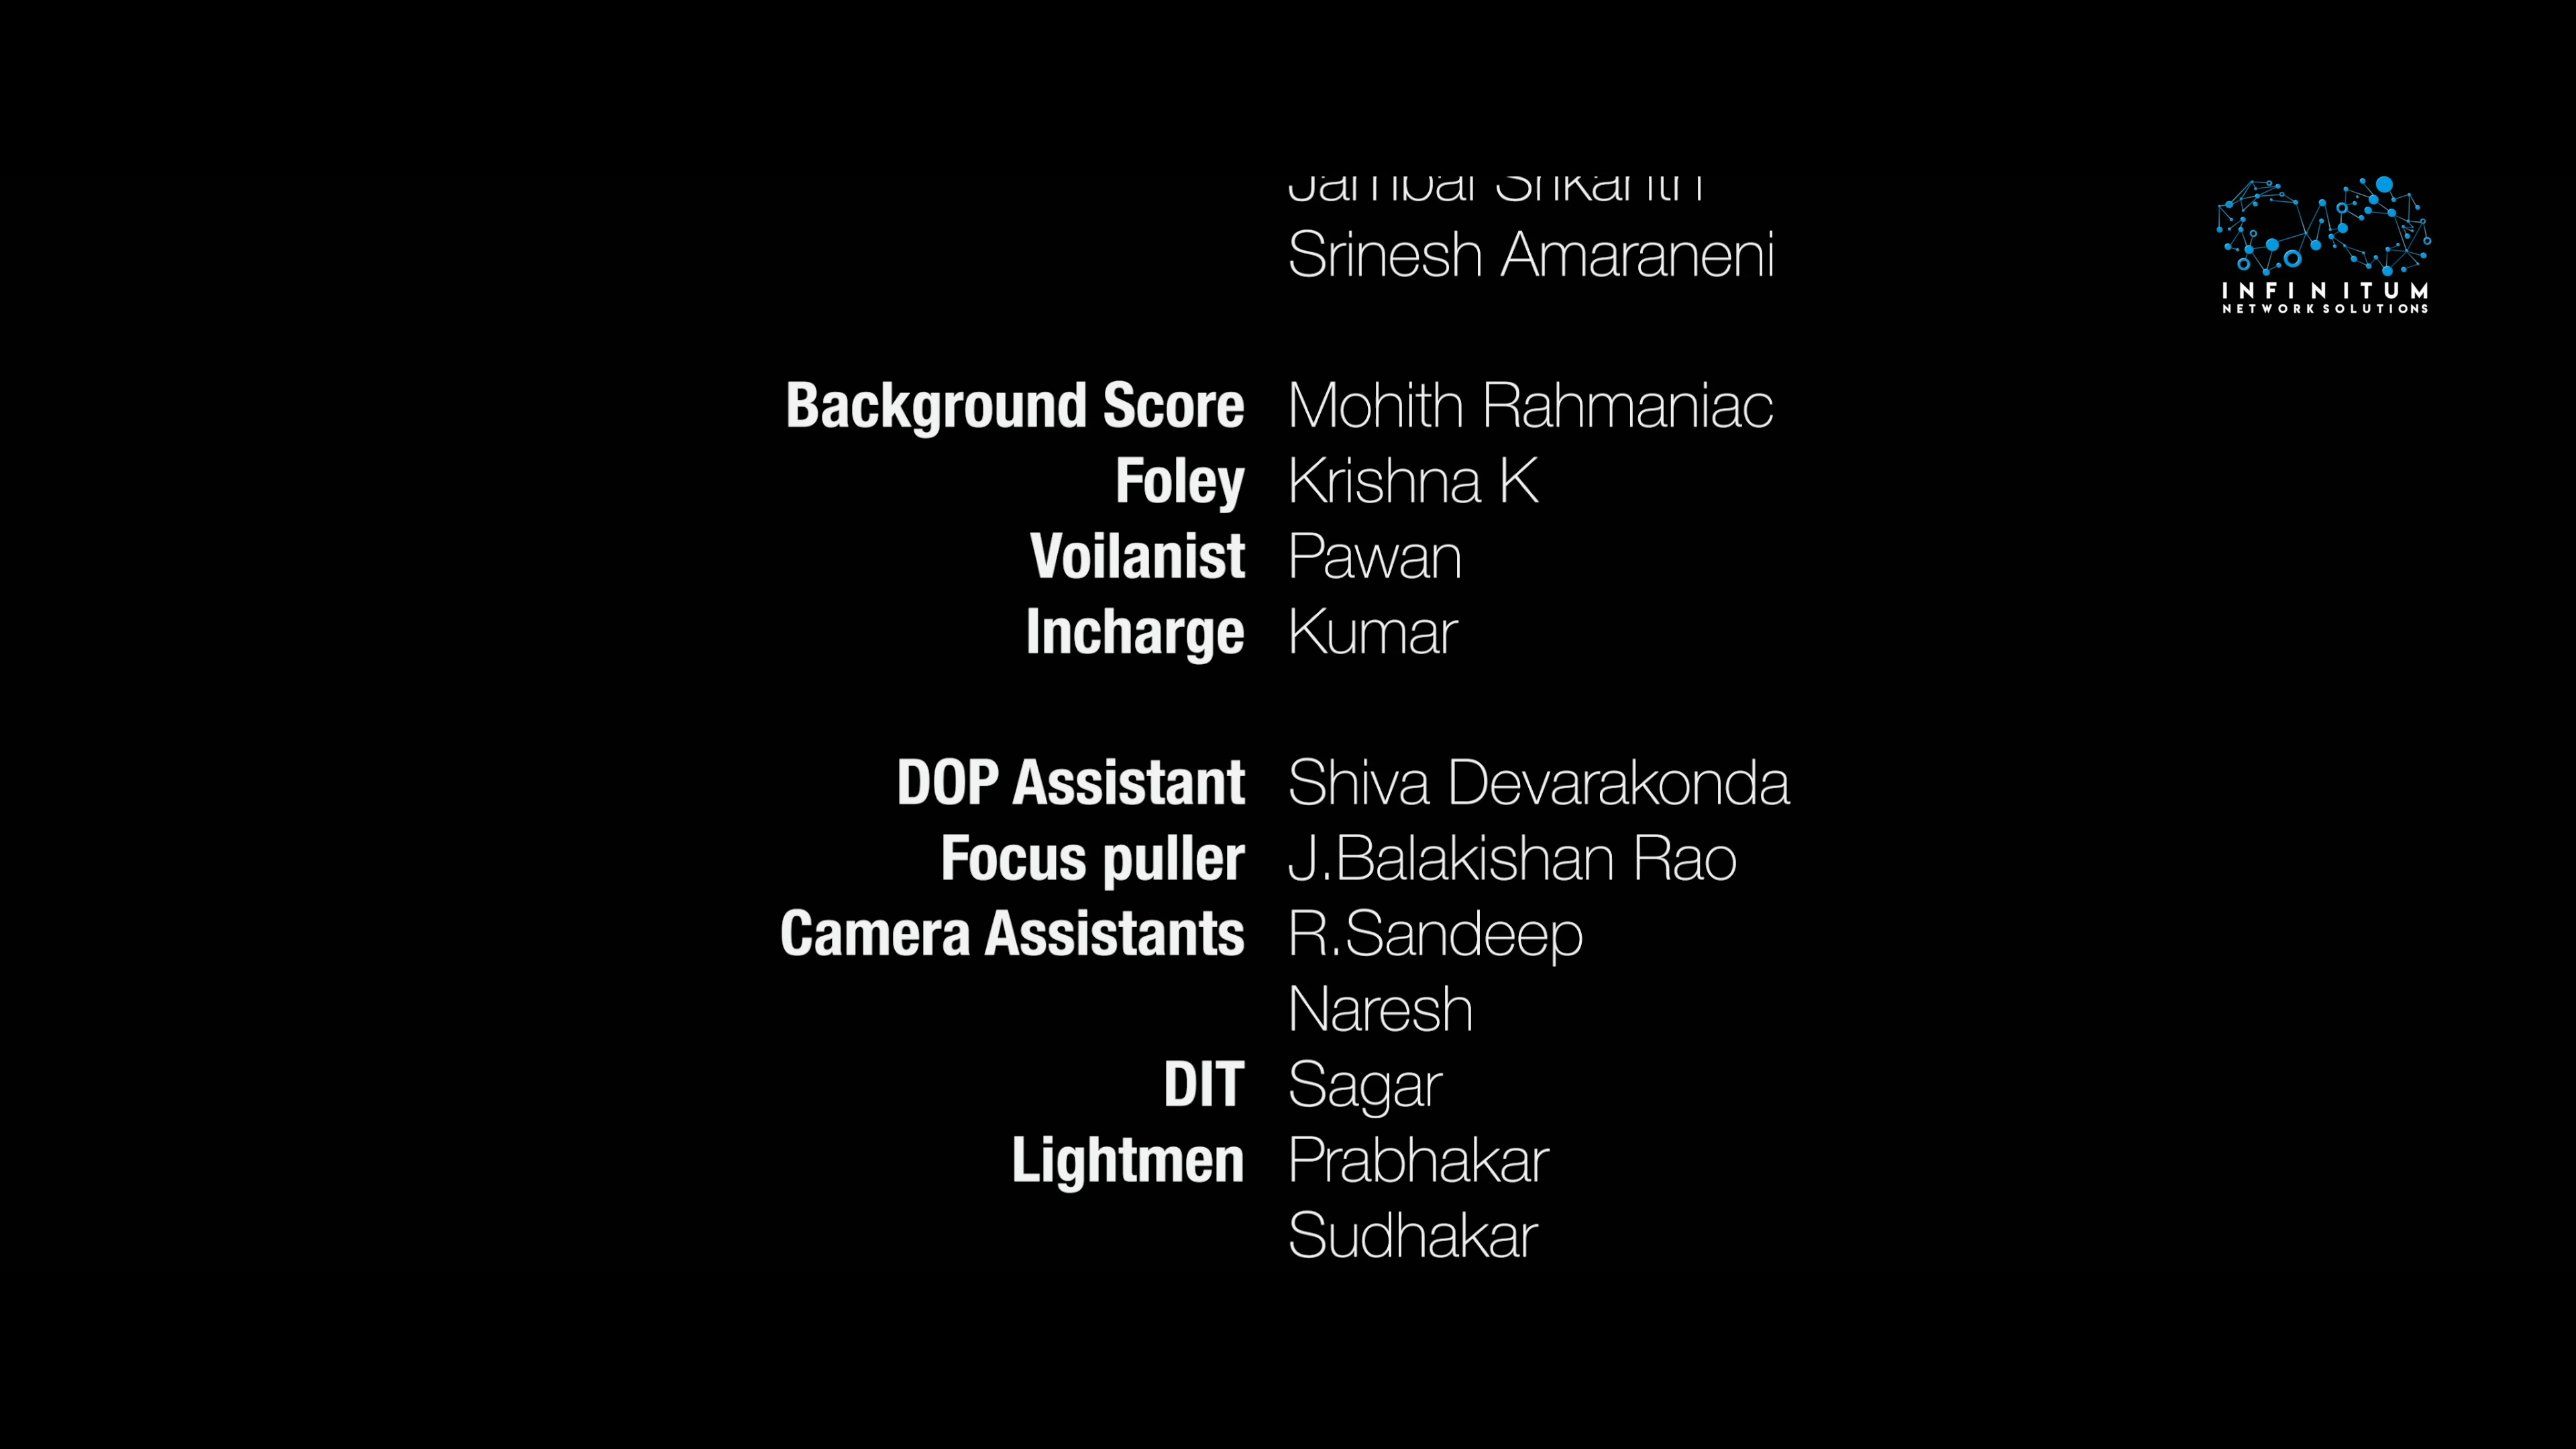 Srinesh Amaraneni
INFINITUM
NETWORK SOLUTIONS
Background Score Mohith Rahmaniac
Foley Krishna K
Voilanist Pawan
Incharge Kumar
DOP Assistant Shiva Devarakonda
Focus puller J.Balakishan Rao
Camera Assistants R.Sandeep
Naresh
DIT Sagar
Lightmen Prabhakar
Sudhakar